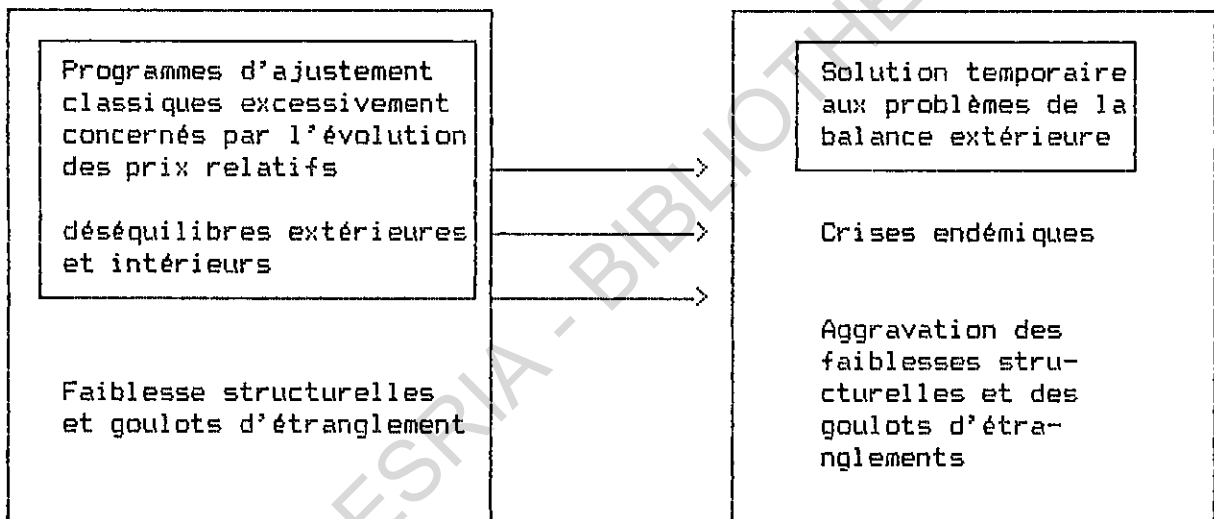 Programmes d'ajustement
classiques excessivement
concernés par l'évolution
des prix relatifs
déséquilibres extérieures
et intérieurs
Faiblesse structurelles
et goulots d'étranglement
Solution temporaire
aux problèmes de la
balance extérieure
Crises endémiques
Aggravation des
faiblesses stru-
cturelles et des
goulots d'étra-
nglements
ESRIA - BIBLIOTHE